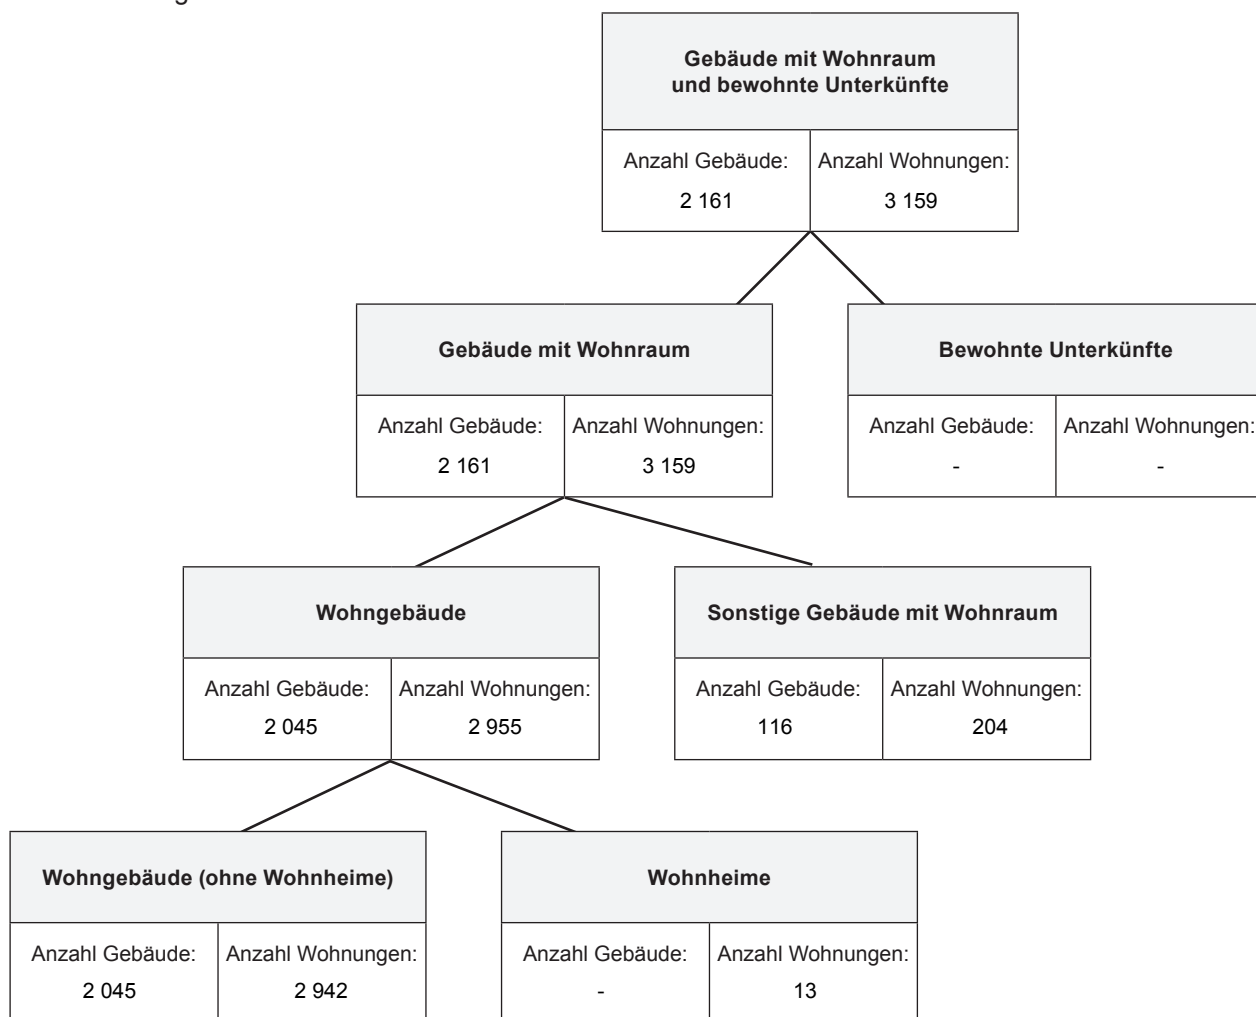 Gebäude mit Wohnraum
und bewohnte Unterkünfte
Anzahl Gebäude: Anzahl Wohnungen:
2 161 3 159
Gebäude mit Wohnraum
Bewohnte Unterkünfte
Anzahl Gebäude: Anzahl Wohnungen:
2 161 3 159
Anzahl Gebäude: Anzahl Wohnungen:
- -
Wohngebäude
Sonstige Gebäude mit Wohnraum
Anzahl Gebäude: Anzahl Wohnungen:
2 045 2 955
Anzahl Gebäude: Anzahl Wohnungen:
116 204
Wohngebäude (ohne Wohnheime)
Wohnheime
Anzahl Gebäude: Anzahl Wohnungen:
2 045 2 942
Anzahl Gebäude: Anzahl Wohnungen:
- 13